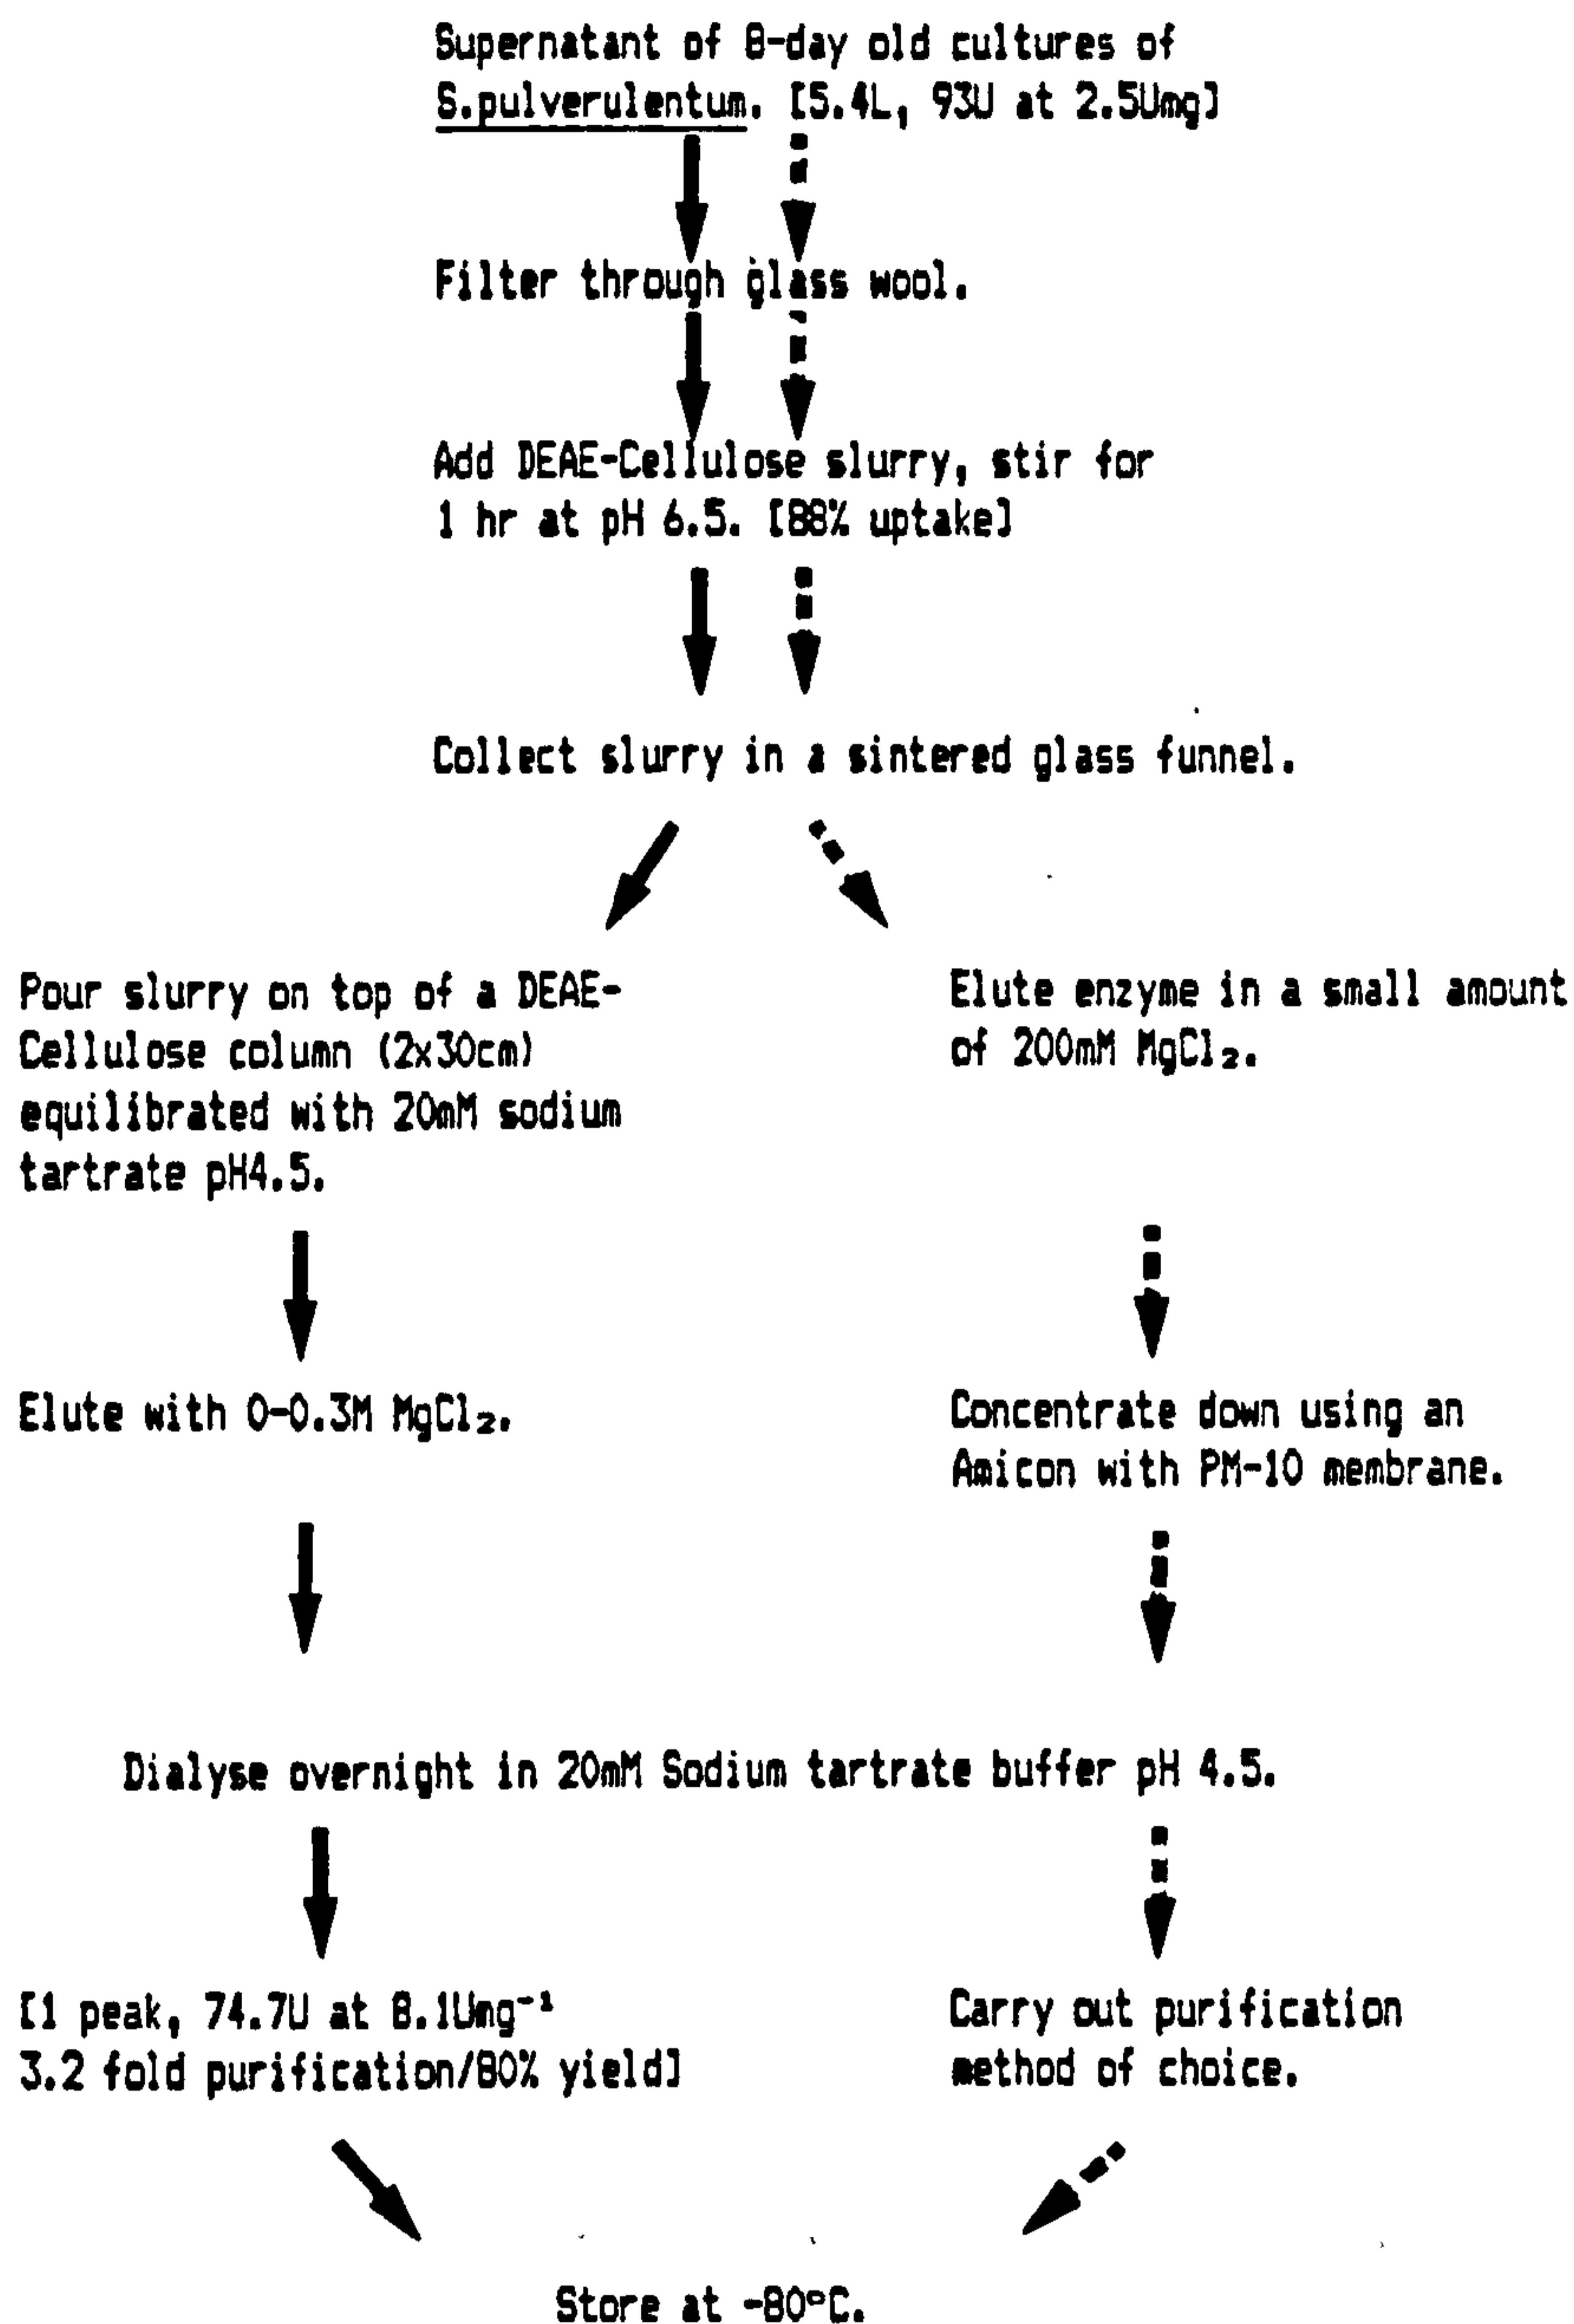 Supernatant of 8-day old cultures of
S.pulverulentum. [5.4L, 93U at 2.5Umg]
Filter through glass wool.
Add DEAE-Cellulose slurry, stir for
1 hr at pH 6.5. [88% uptake]
Collect slurry in a sintered glass funnel.
Pour slurry on top of a DEAE-
Cellulose column (2x30cm)
equilibrated with 20mM sodium
tartrate pH4.5.
Elute enzyme in a small amount
of 200mM MgCl₂.
Elute with 0-0.3M MgCl₂.
Concentrate down using an
Amicon with PM-10 membrane.
Dialyse overnight in 20mM Sodium tartrate buffer pH 4.5.
[1 peak, 74.7U at 8.1Umg⁻¹
3.2 fold purification/80% yield]
Carry out purification
method of choice.
Store at -80°C.